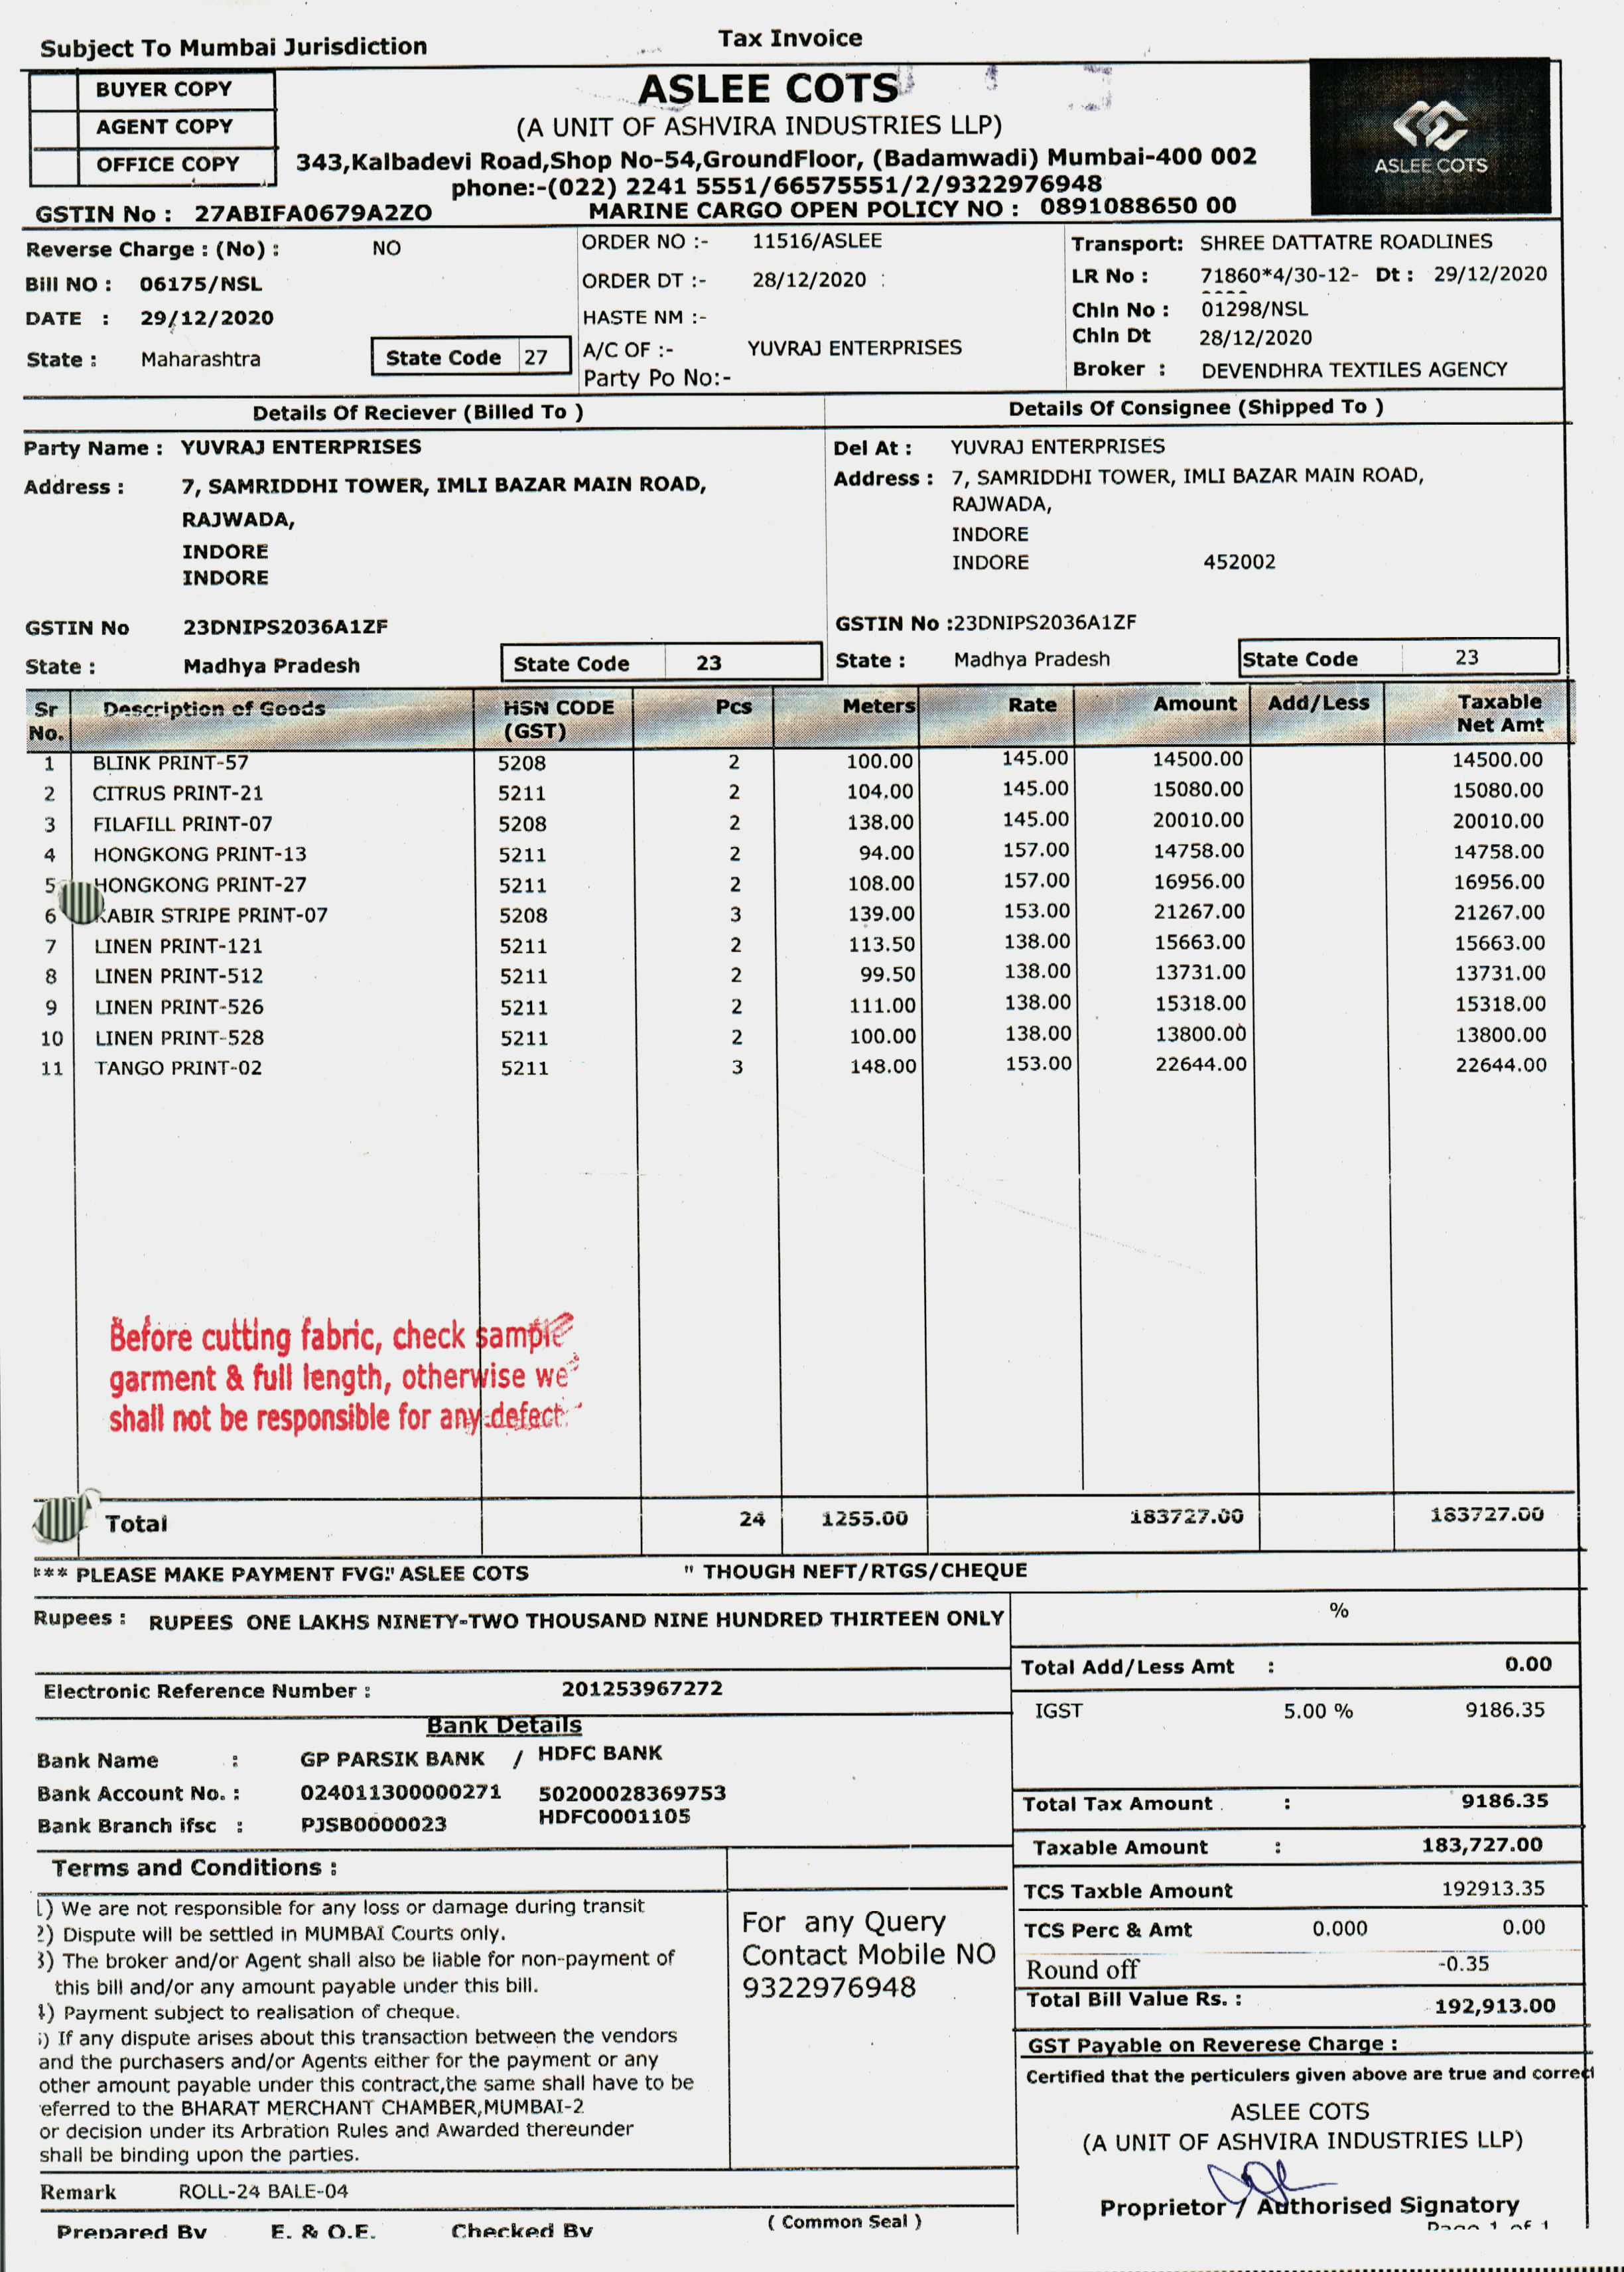 Subject To Mumbai Jurisdiction
Tax Invoice
BUYER COPY
AGENT COPY
OFFICE COPY
ASLEE COTS
(A UNIT OF ASHVIRA INDUSTRIES LLP)
343,Kalbadevi Road,Shop No-54,GroundFloor, (Badamwadi) Mumbai-400 002
phone:-(022) 2241 5551/66575551/2/9322976948
ASLEE COTS
GSTIN No : 27ABIFA0679A2ZO
MARINE CARGO OPEN POLICY NO : 0891088650 00
Reverse Charge : (No) : NO
Bill NO : 06175/NSL
DATE : 29/12/2020
State : Maharashtra State Code 27
ORDER NO :- 11516/ASLEE
ORDER DT :- 28/12/2020 :
HASTE NM :-
A/C OF :- YUVRAJ ENTERPRISES
Party Po No:-
Transport: SHREE DATTATRE ROADLINES
LR No : 71860*4/30-12- Dt : 29/12/2020
Chln No : 01298/NSL
Chln Dt 28/12/2020
Broker : DEVENDHRA TEXTILES AGENCY
Details Of Reciever (Billed To )
Party Name : YUVRAJ ENTERPRISES
Address : 7, SAMRIDDHI TOWER, IMLI BAZAR MAIN ROAD,
RAJWADA,
INDORE
INDORE
GSTIN No 23DNIPS2036A1ZF
State : Madhya Pradesh State Code 23
Details Of Consignee (Shipped To )
Del At : YUVRAJ ENTERPRISES
Address : 7, SAMRIDDHI TOWER, IMLI BAZAR MAIN ROAD,
RAJWADA,
INDORE
INDORE 452002
GSTIN No :23DNIPS2036A1ZF
State : Madhya Pradesh State Code 23
Sr No. Description of Goods HSN CODE (GST) Pcs Meters Rate Amount Add/Less Taxable Net Amt
1 BLINK PRINT-57 5208 2 100.00 145.00 14500.00 14500.00
2 CITRUS PRINT-21 5211 2 104.00 145.00 15080.00 15080.00
3 FILAFILL PRINT-07 5208 2 138.00 145.00 20010.00 20010.00
4 HONGKONG PRINT-13 5211 2 94.00 157.00 14758.00 14758.00
5 HONGKONG PRINT-27 5211 2 108.00 157.00 16956.00 16956.00
6 KABIR STRIPE PRINT-07 5208 3 139.00 153.00 21267.00 21267.00
7 LINEN PRINT-121 5211 2 113.50 138.00 15663.00 15663.00
8 LINEN PRINT-512 5211 2 99.50 138.00 13731.00 13731.00
9 LINEN PRINT-526 5211 2 111.00 138.00 15318.00 15318.00
10 LINEN PRINT-528 5211 2 100.00 138.00 13800.00 13800.00
11 TANGO PRINT-02 5211 3 148.00 153.00 22644.00 22644.00
Before cutting fabric, check sample
garment & full length, otherwise we
shall not be responsible for any defect.
Total 24 1255.00 183727.00 183727.00
*** PLEASE MAKE PAYMENT FVG." ASLEE COTS " THOUGH NEFT/RTGS/CHEQUE
Rupees : RUPEES ONE LAKHS NINETY-TWO THOUSAND NINE HUNDRED THIRTEEN ONLY
Electronic Reference Number : 201253967272
Bank Details
Bank Name : GP PARSIK BANK / HDFC BANK
Bank Account No. : 024011300000271 50200028369753
Bank Branch ifsc : PJSB0000023 HDFC0001105
%
Total Add/Less Amt : 0.00
IGST 5.00 % 9186.35
Total Tax Amount : 9186.35
Taxable Amount : 183,727.00
TCS Taxble Amount 192913.35
TCS Perc & Amt 0.000 0.00
Round off -0.35
Total Bill Value Rs. : 192,913.00
GST Payable on Reverese Charge :
Certified that the perticulers given above are true and correct
ASLEE COTS
(A UNIT OF ASHVIRA INDUSTRIES LLP)
Proprietor / Authorised Signatory
Page 1 of 1
Terms and Conditions :
1) We are not responsible for any loss or damage during transit
2) Dispute will be settled in MUMBAI Courts only.
3) The broker and/or Agent shall also be liable for non-payment of
this bill and/or any amount payable under this bill.
4) Payment subject to realisation of cheque.
5) If any dispute arises about this transaction between the vendors
and the purchasers and/or Agents either for the payment or any
other amount payable under this contract,the same shall have to be
eferred to the BHARAT MERCHANT CHAMBER,MUMBAI-2
or decision under its Arbration Rules and Awarded thereunder
shall be binding upon the parties.
For any Query
Contact Mobile NO
9322976948
Remark ROLL-24 BALE-04
Prepared By E. & O.E. Checked By ( Common Seal )